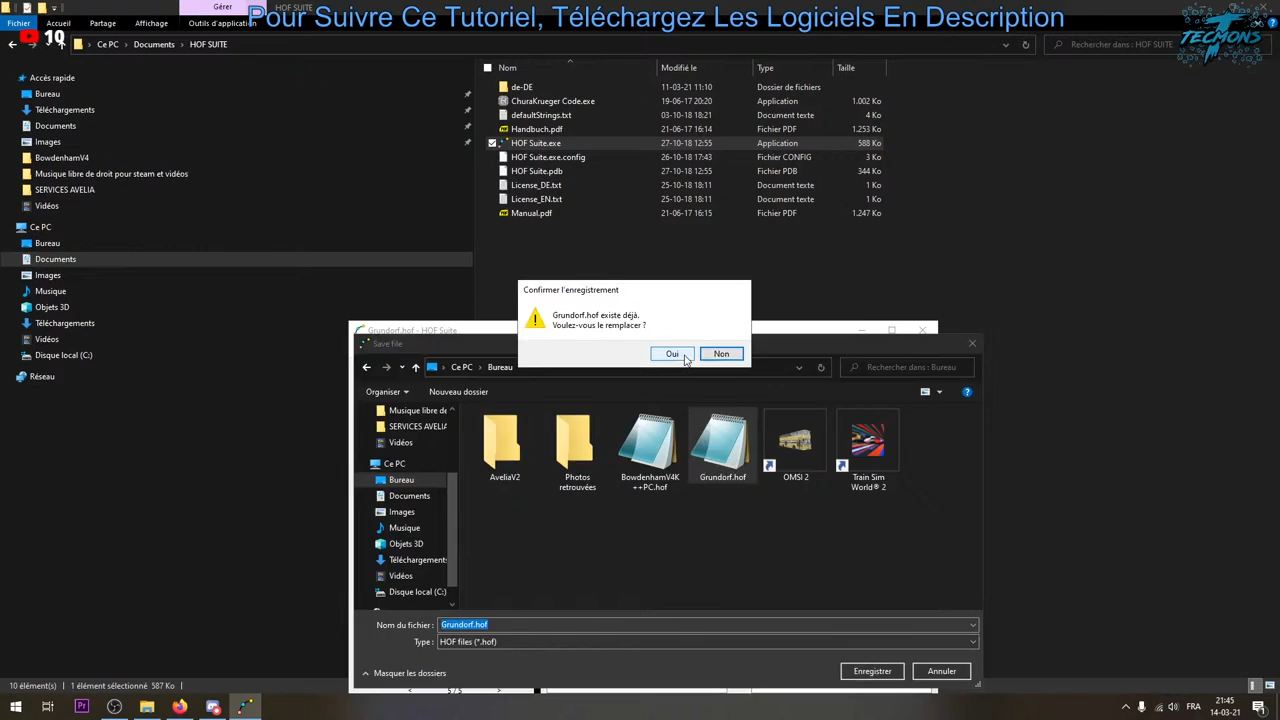 Pour Suivre Ce Tutoriel, Téléchargez Les Logiciels En Description
Gérer
HOF SUITE
Fichier Accueil Partage Affichage Outils d'application
10
TECMONS
Ce PC Documents HOF SUITE
Rechercher dans : HOF SUITE
Nom Modifié le Type Taille
Accès rapide
Bureau
Téléchargements
Documents
Images
BowdenhamV4
Musique libre de droit pour steam et vidéos
SERVICES AVELIA
Vidéos
Ce PC
Bureau
Documents
Images
Musique
Objets 3D
Téléchargements
Vidéos
Disque local (C:)
Réseau
de-DE 11-03-21 11:10 Dossier de fichiers
ChuraKrueger Code.exe 19-06-17 20:20 Application 1.002 Ko
defaultStrings.txt 03-10-18 18:21 Document texte 4 Ko
Handbuch.pdf 21-06-17 16:14 Fichier PDF 1.253 Ko
HOF Suite.exe 27-10-18 12:55 Application 588 Ko
HOF Suite.exe.config 26-10-18 17:43 Fichier CONFIG 3 Ko
HOF Suite.pdb 27-10-18 12:55 Fichier PDB 344 Ko
License_DE.txt 25-10-18 18:11 Document texte 1 Ko
License_EN.txt 25-10-18 18:11 Document texte 1 Ko
Manual.pdf 21-06-17 16:15 Fichier PDF 1.247 Ko
Confirmer l'enregistrement
Grundorf.hof existe déjà.
Voulez-vous le remplacer ?
Oui Non
Grundorf.hof - HOF Suite
Save file
Ce PC Bureau
Rechercher dans : Bureau
Organiser Nouveau dossier
Musique libre de
SERVICES AVELIA
Vidéos
Ce PC
Bureau
Documents
Images
Musique
Objets 3D
Téléchargements
Vidéos
Disque local (C:)
AveliaV2
Photos
retrouvées
BowdenhamV4K
++PC.hof
Grundorf.hof
OMSI 2
Train Sim
World® 2
Nom du fichier : Grundorf.hof
Type : HOF files (*.hof)
Masquer les dossiers
Enregistrer Annuler
5 / 5
10 élément(s) 1 élément sélectionné 587 Ko
Pr
FRA
21:45
14-03-21
1